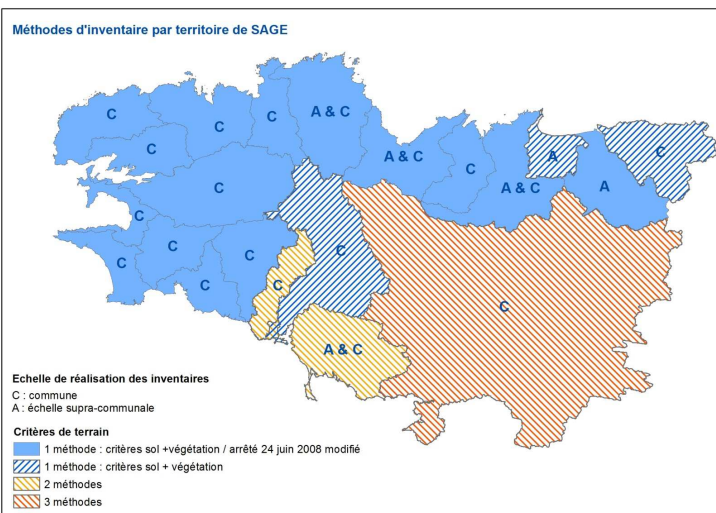 Méthodes d'inventaire par territoire de SAGE
C
C
C
A & C
C
A & C
C
A & C
A
C
A
C
C
C
C
C
C
C
C
C
A & C
Echelle de réalisation des inventaires
C : commune
A : échelle supra-communale
Critères de terrain
1 méthode : critères sol +végétation / arrêté 24 juin 2008 modifié
1 méthode : critères sol + végétation
2 méthodes
3 méthodes